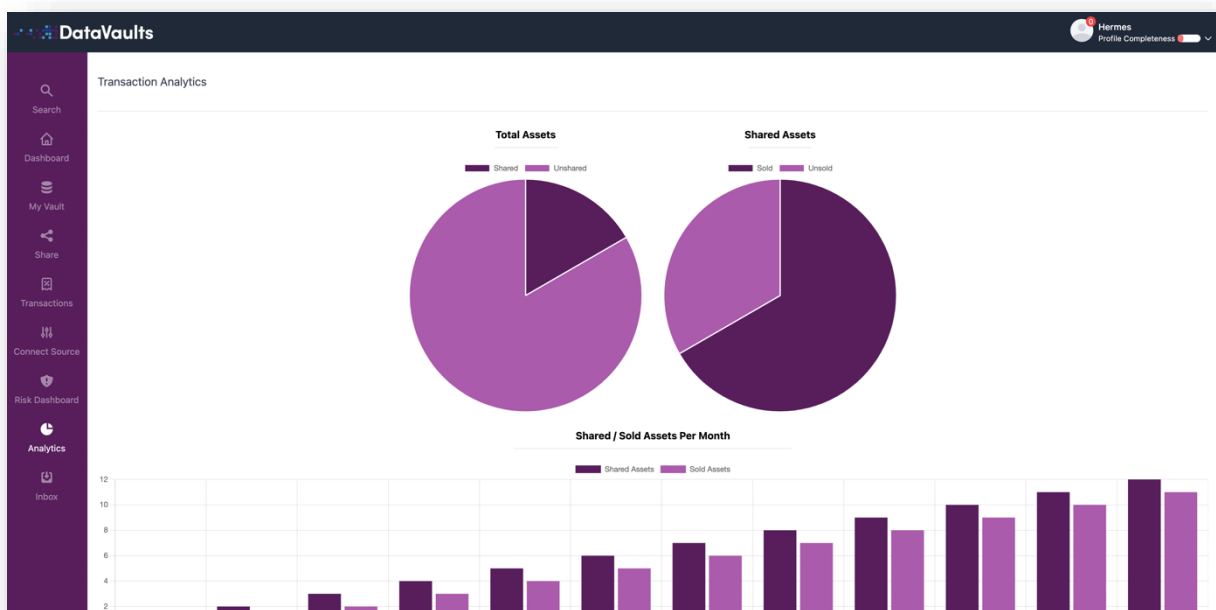 DataVaults
0
Hermes
Profile Completeness
Search
Dashboard
My Vault
Share
Transactions
Connect Source
Risk Dashboard
Analytics
Inbox
Transaction Analytics
Total Assets
Shared Unshared
Shared Assets
Sold Unsold
Shared / Sold Assets Per Month
Shared Assets Sold Assets
12
10
8
6
4
2